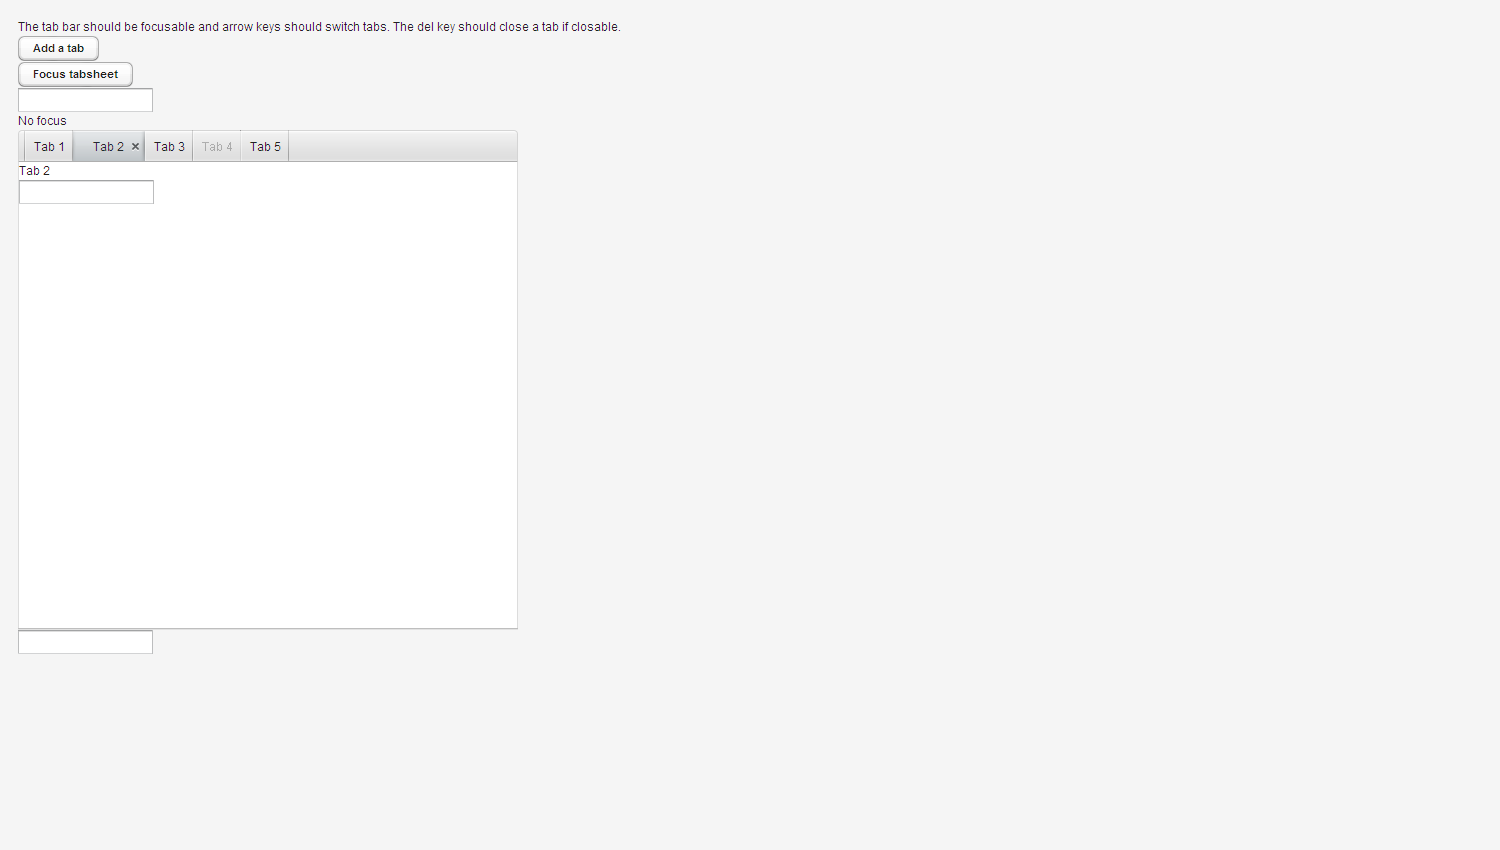 The tab bar should be focusable and arrow keys should switch tabs. The del key should close a tab if closable.
Add a tab
Focus tabsheet
No focus
Tab 1 Tab 2 × Tab 3 Tab 4 Tab 5
Tab 2